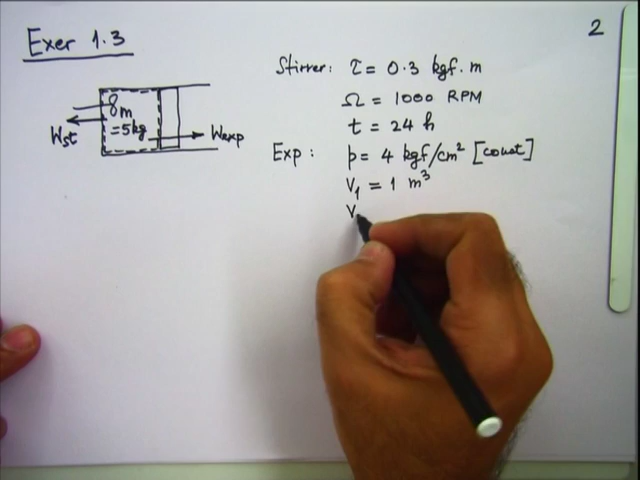 2
Exer 1.3
m
=5kg
Wst
Wexp
Stirrer: τ = 0.3 kgf.m
Ω = 1000 RPM
t = 24 h
Exp: p = 4 kgf/cm² [const]
V₁ = 1 m³
V